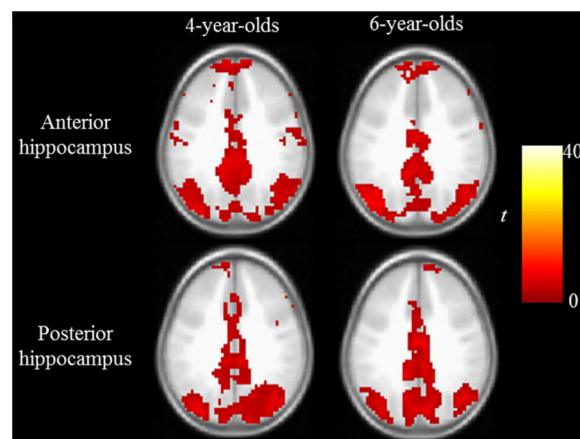 4-year-olds
6-year-olds
Anterior
hippocampus
40
t
0
Posterior
hippocampus